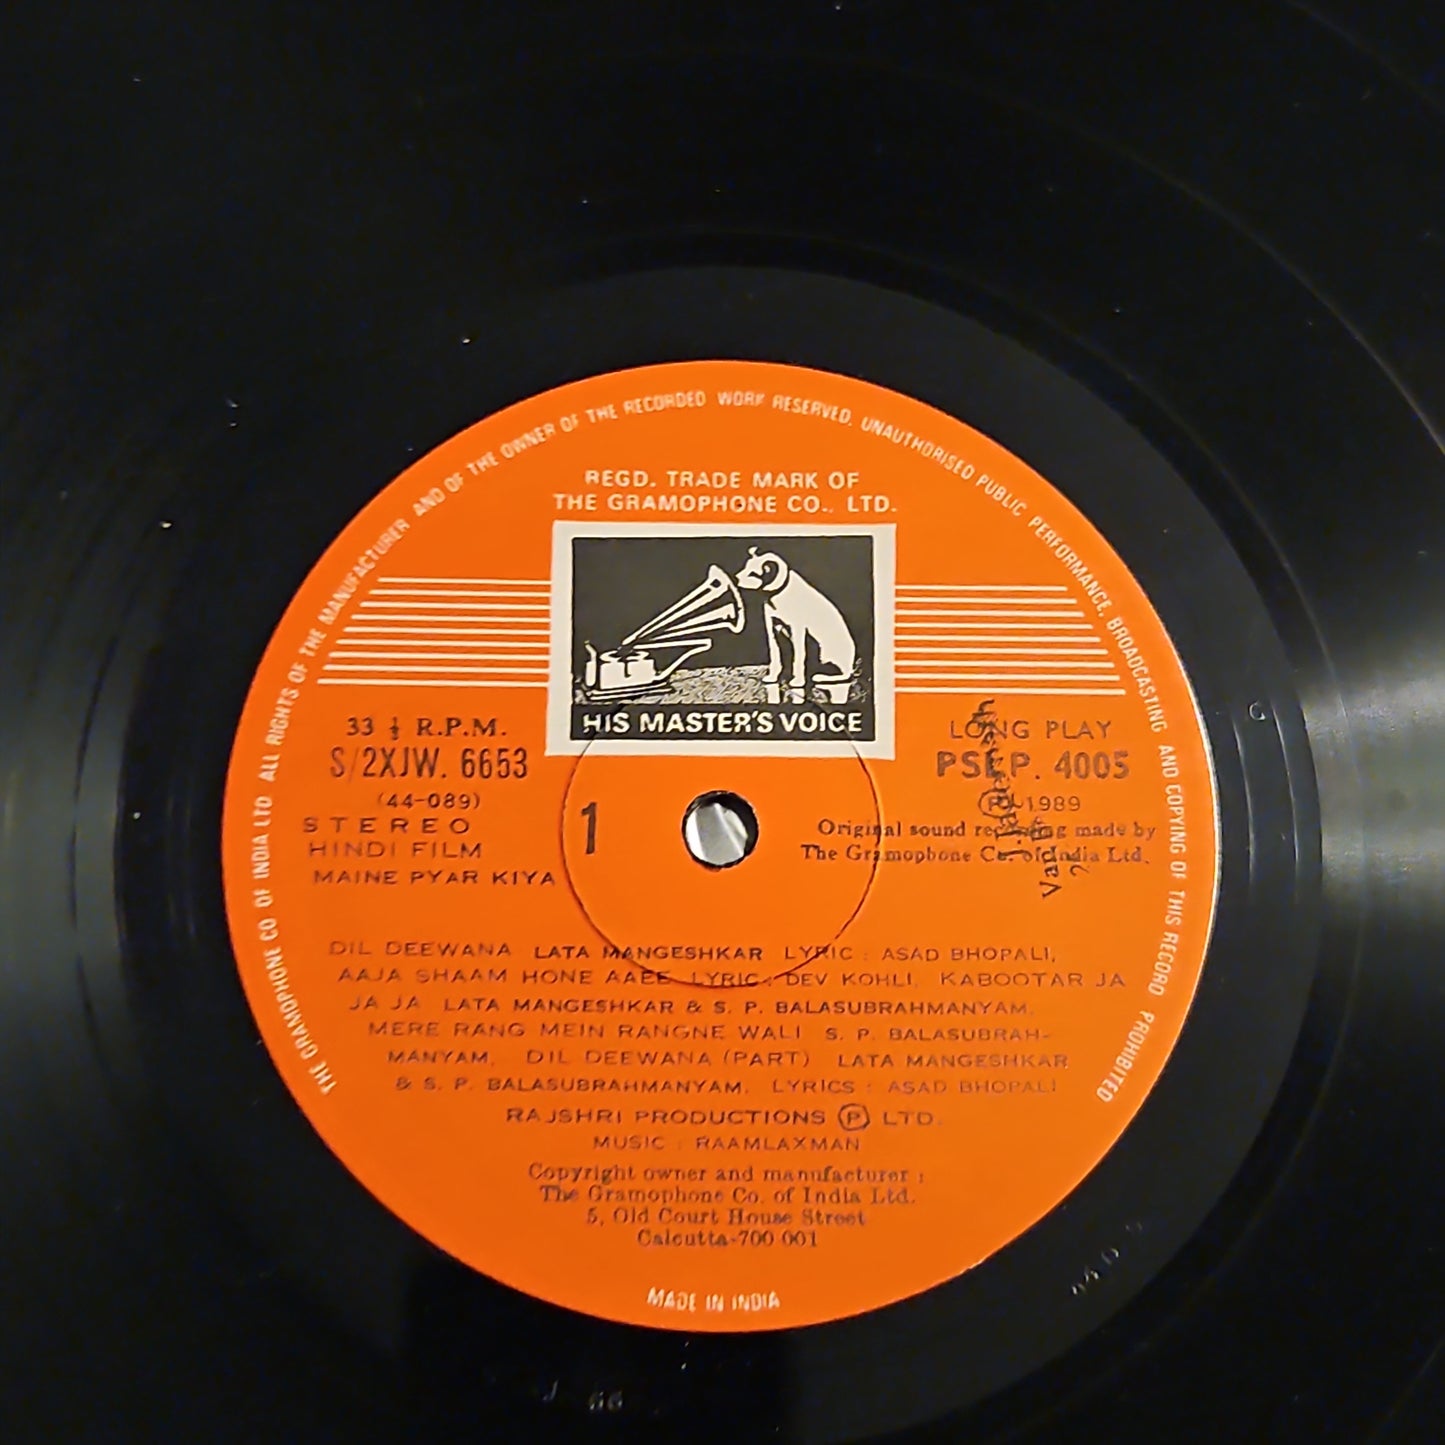 THE GRAMOPHONE CO OF INDIA LTD ALL RIGHTS OF THE MANUFACTURER AND OF THE OWNER OF THE RECORDED WORK RESERVED. UNAUTHORISED PUBLIC PERFORMANCE, BROADCASTING AND COPYING OF THIS RECORD PROHIBITED
REGD. TRADE MARK OF
THE GRAMOPHONE CO., LTD.
HIS MASTER'S VOICE
33 ⅓ R.P.M.
S/2XJW. 6653
(44-089)
STEREO
HINDI FILM
MAINE PYAR KIYA
1
LONG PLAY
PSLP. 4005
Ⓟ 1989
Original sound recording made by
The Gramophone Co. of India Ltd.
DIL DEEWANA LATA MANGESHKAR LYRIC : ASAD BHOPALI,
AAJA SHAAM HONE AAEE LYRIC : DEV KOHLI, KABOOTAR JA
JA JA LATA MANGESHKAR & S. P. BALASUBRAHMANYAM,
MERE RANG MEIN RANGNE WALI S. P. BALASUBRAH-
MANYAM, DIL DEEWANA (PART) LATA MANGESHKAR
& S. P. BALASUBRAHMANYAM, LYRICS : ASAD BHOPALI
RAJSHRI PRODUCTIONS Ⓟ LTD.
MUSIC : RAAMLAXMAN
Copyright owner and manufacturer :
The Gramophone Co. of India Ltd.
5, Old Court House Street
Calcutta-700 001
MADE IN INDIA